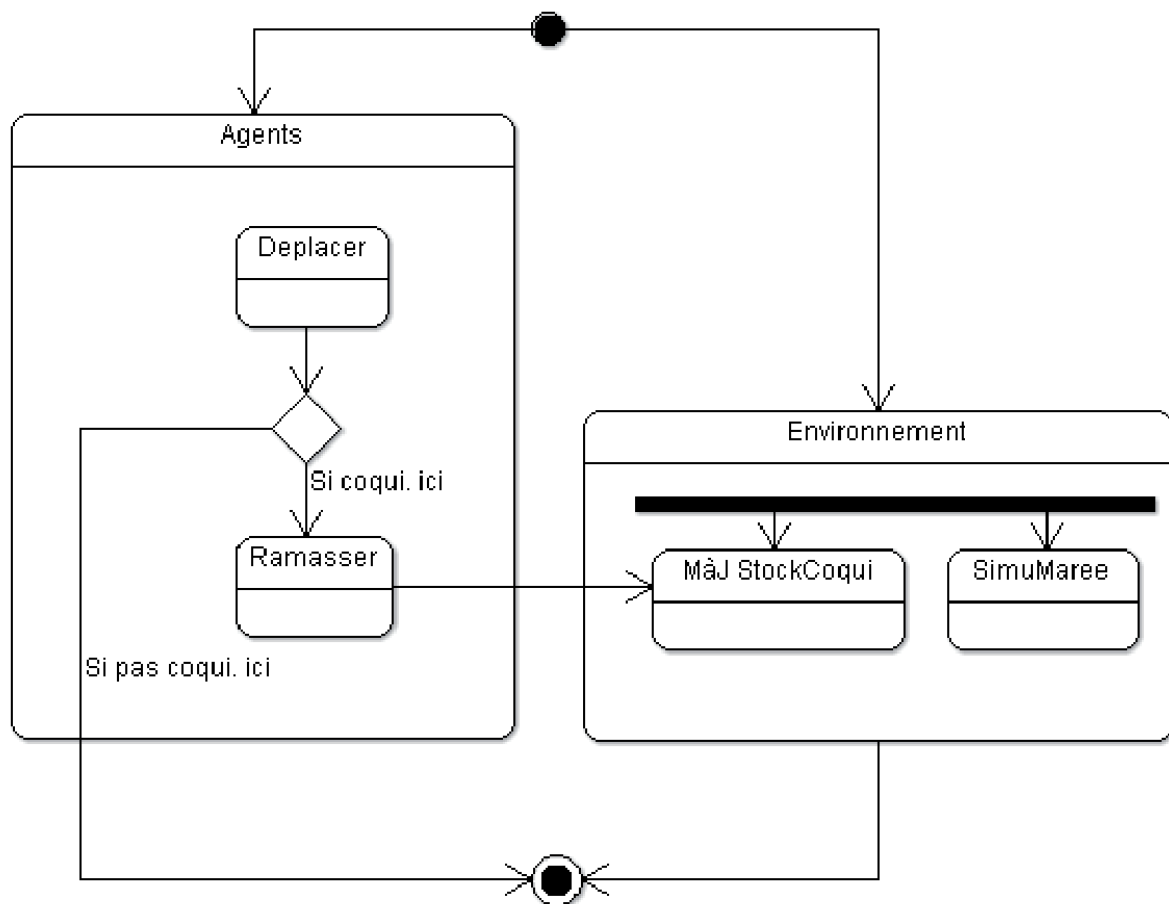 Agents
Deplacer
Si coqui. ici
Ramasser
Si pas coqui. ici
Environnement
MàJ StockCoqui
SimuMaree